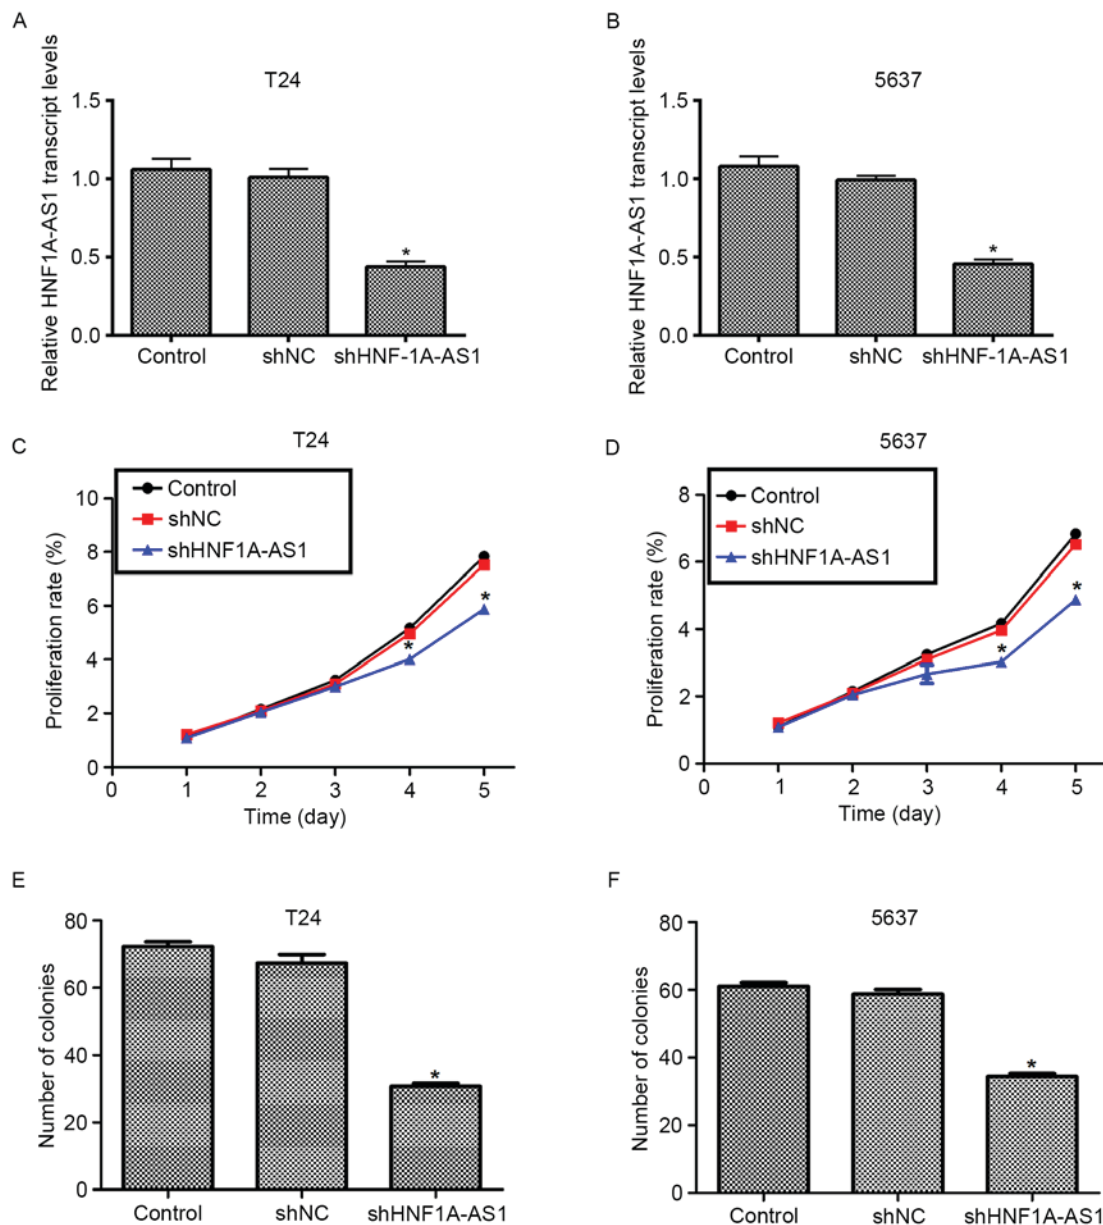 A
T24
Relative HNF1A-AS1 transcript levels
1.5
1.0
0.5
0.0
*
Control shNC shHNF-1A-AS1
B
5637
Relative HNF1A-AS1 transcript levels
1.5
1.0
0.5
0.0
*
Control shNC shHNF-1A-AS1
C
T24
Control
shNC
shHNF1A-AS1
Proliferation rate (%)
10
8
6
4
2
0
*
*
0 1 2 3 4 5
Time (day)
D
5637
Control
shNC
shHNF1A-AS1
Proliferation rate (%)
8
6
4
2
0
*
*
0 1 2 3 4 5
Time (day)
E
T24
Number of colonies
80
60
40
20
0
*
Control shNC shHNF1A-AS1
F
5637
Number of colonies
80
60
40
20
0
*
Control shNC shHNF1A-AS1